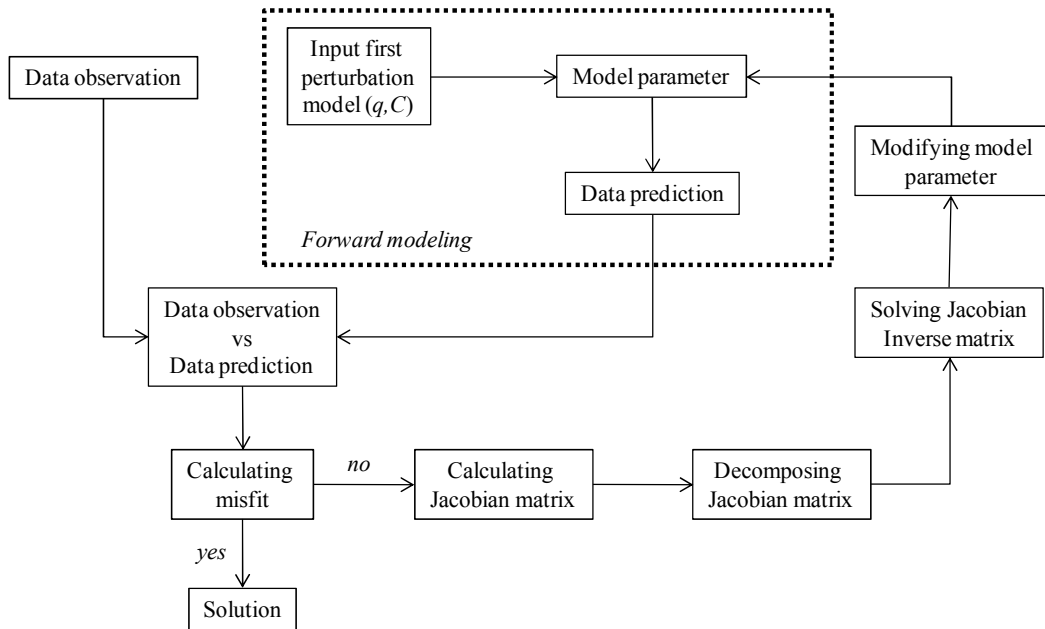 Data observation
Input first
perturbation
model (q,C)
Model parameter
Modifying model
parameter
Data prediction
Forward modeling
Data observation
vs
Data prediction
Solving Jacobian
Inverse matrix
Calculating
misfit
no
Calculating
Jacobian matrix
Decomposing
Jacobian matrix
yes
Solution